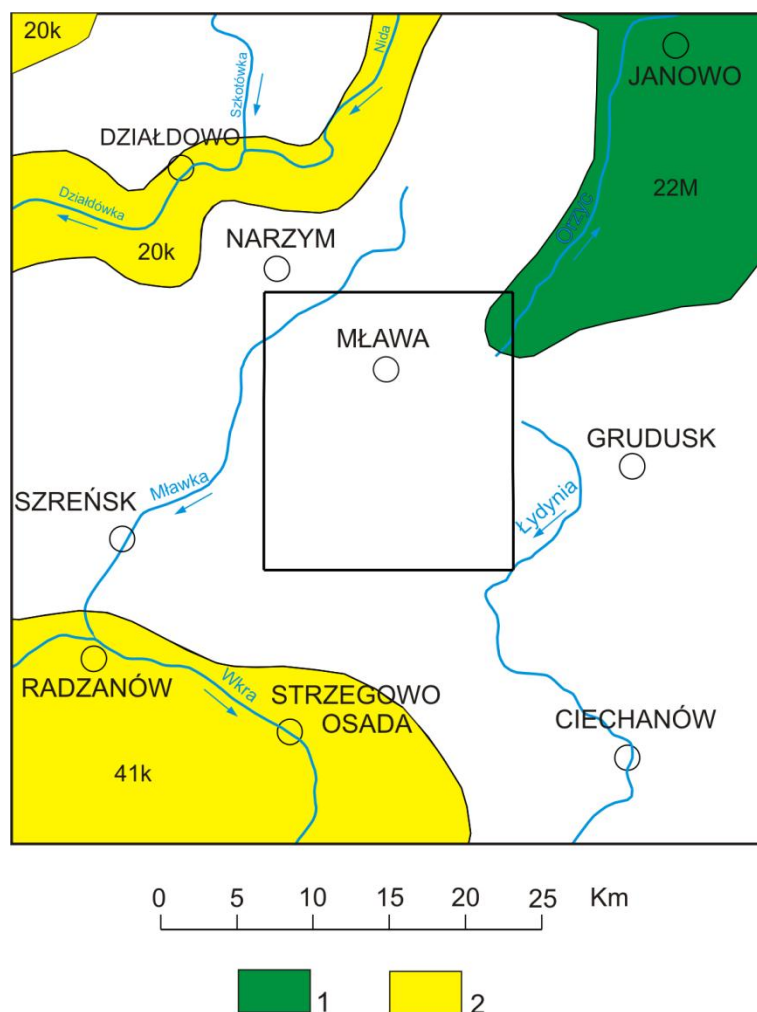 20k
Szkotówka
Nida
JANOWO
DZIAŁDOWO
22M
Działdówka
Orzyc
20k
NARZYM
MŁAWA
GRUDUSK
Mławka
Łydynia
SZREŃSK
RADZANÓW
Wkra
STRZEGOWO
OSADA
CIECHANÓW
41k
0 5 10 15 20 25 Km
1 2